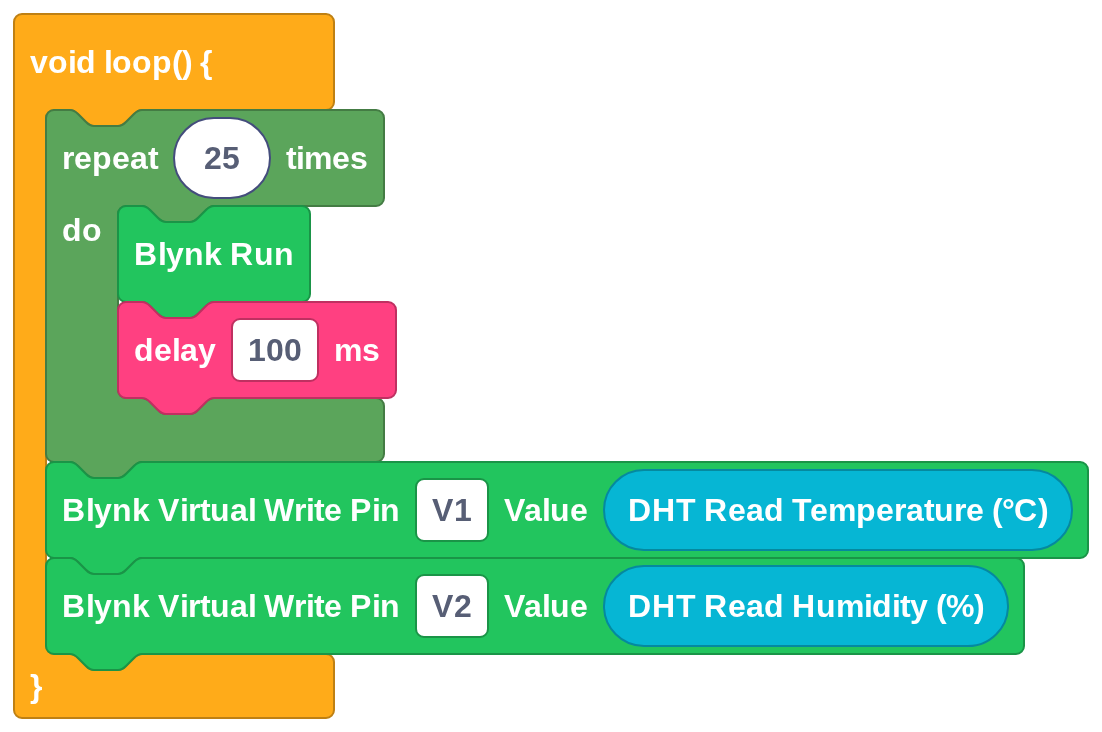 void loop() {
repeat 25 times
do
Blynk Run
delay 100 ms
Blynk Virtual Write Pin V1 Value DHT Read Temperature (°C)
Blynk Virtual Write Pin V2 Value DHT Read Humidity (%)
}